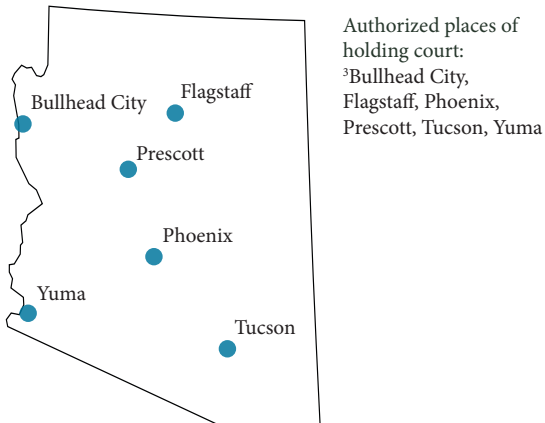 Authorized places of
holding court:
³Bullhead City,
Flagstaff, Phoenix,
Prescott, Tucson, Yuma
Flagstaff
Bullhead City
Prescott
Phoenix
Yuma
Tucson